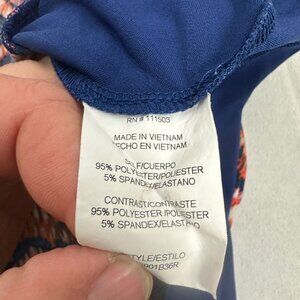 RN # 111503
MADE IN VIETNAM
HECHO EN VIETNAM
SELF/CUERPO
95% POLYESTER/POLIESTER
5% SPANDEX/ELASTANO
CONTRAST/CONTRASTE
95% POLYESTER/POLIESTER
5% SPANDEX/ELASTANO
STYLE/ESTILO